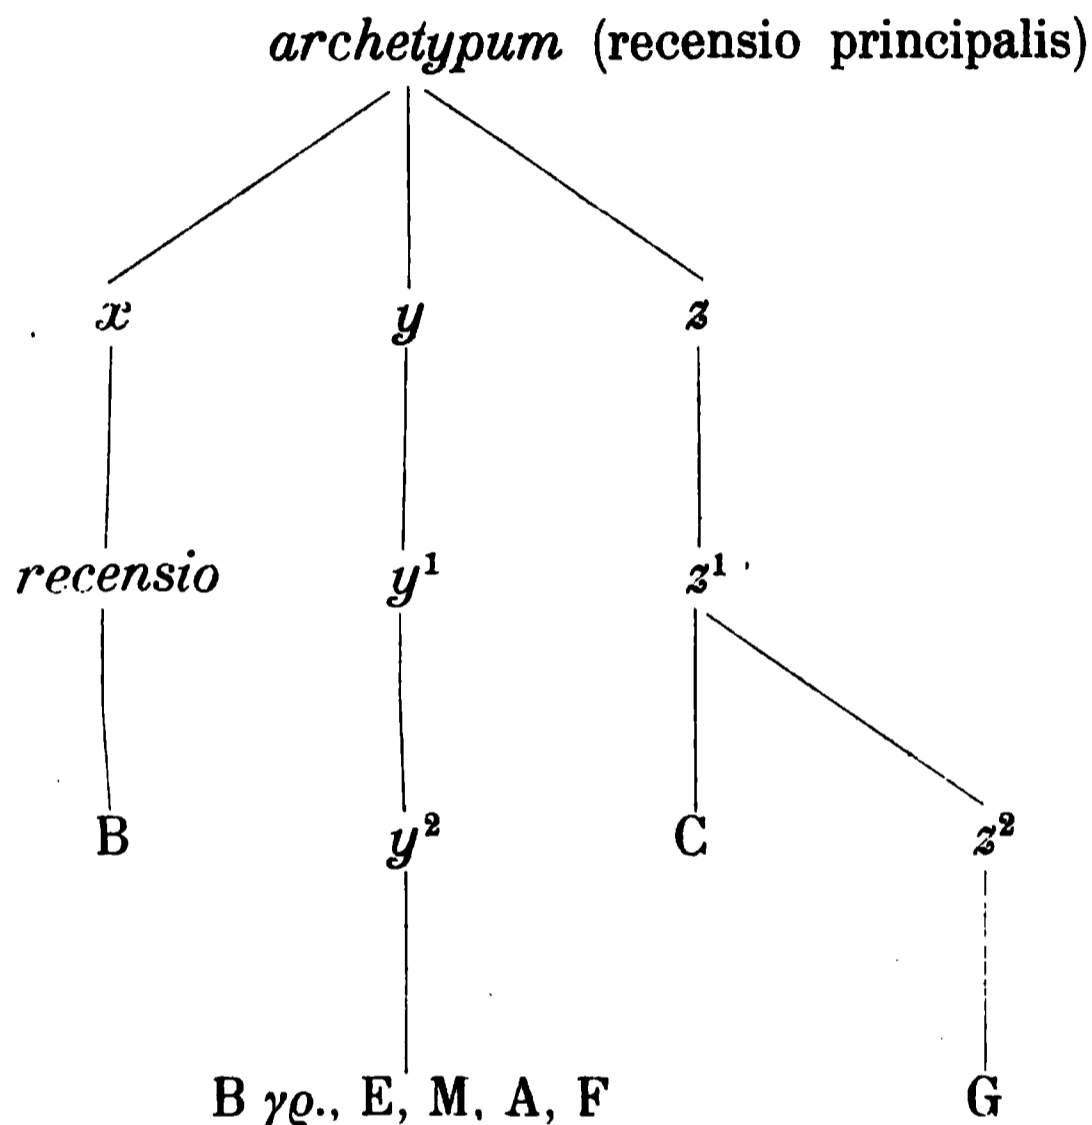 archetypum (recensio principalis)
x y z
recensio y¹ z¹
B y² C z²
B γρ., E, M, A, F G